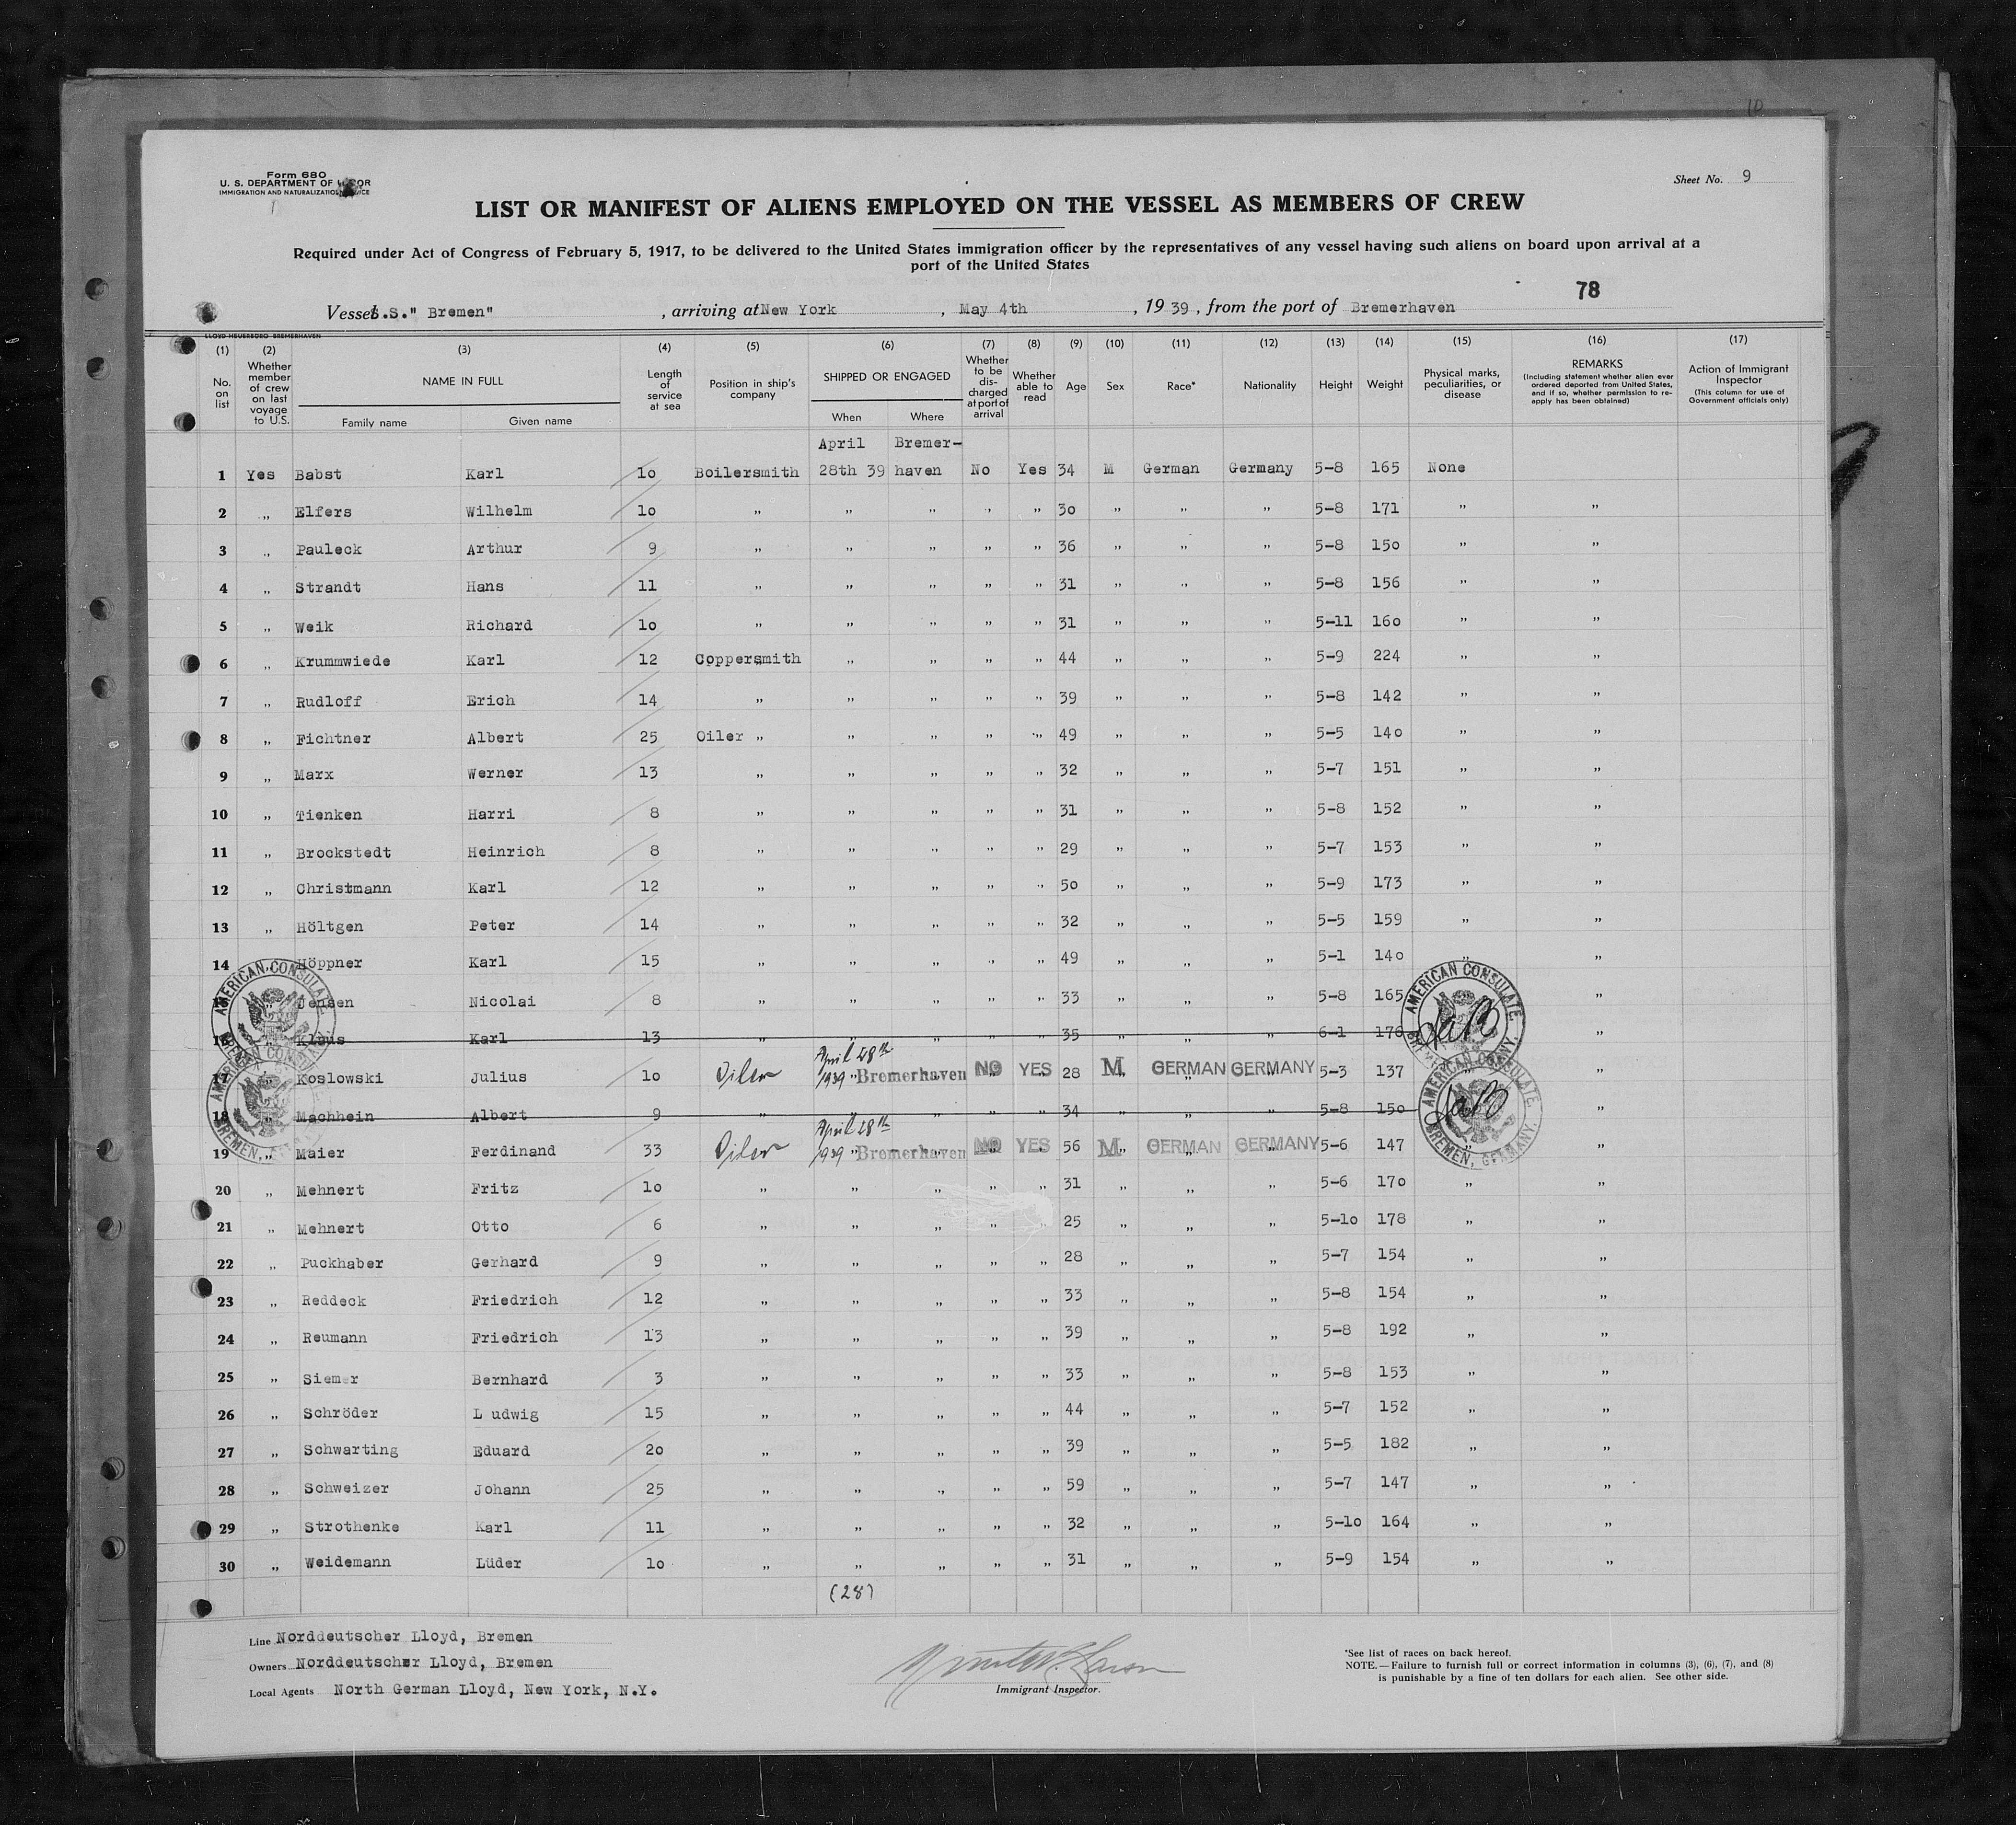 10
Form 680
U. S. DEPARTMENT OF LABOR
IMMIGRATION AND NATURALIZATION SERVICE
Sheet No. 9
LIST OR MANIFEST OF ALIENS EMPLOYED ON THE VESSEL AS MEMBERS OF CREW
Required under Act of Congress of February 5, 1917, to be delivered to the United States immigration officer by the representatives of any vessel having such aliens on board upon arrival at a
port of the United States
78
Vessel S.S." Bremen" , arriving at New York , May 4th , 19 39 , from the port of Bremerhaven
(1) No. on list (2) Whether member of crew on last voyage to U.S. (3) NAME IN FULL Family name Given name (4) Length of service at sea (5) Position in ship's company (6) SHIPPED OR ENGAGED When Where (7) Whether to be discharged at port of arrival (8) Whether able to read (9) Age (10) Sex (11) Race* (12) Nationality (13) Height (14) Weight (15) Physical marks, peculiarities, or disease (16) REMARKS (Including statement whether alien ever ordered deported from United States, and if so, whether permission to re-apply has been obtained) (17) Action of Immigrant Inspector (This column for use of Government officials only)
April Bremer-
1 Yes Babst Karl 10 Boilersmith 28th 39 haven No Yes 34 M German Germany 5-8 165 None
2 " Elfers Wilhelm 10 " " " " " 30 " " " 5-8 171 " "
3 " Pauleck Arthur 9 " " " " " 36 " " " 5-8 150 " "
4 " Strandt Hans 11 " " " " " 31 " " " 5-8 156 " "
5 " Weik Richard 10 " " " " " 31 " " " 5-11 160 " "
6 " Krummwiede Karl 12 Coppersmith " " " " 44 " " " 5-9 224 " "
7 " Rudloff Erich 14 " " " " " 39 " " " 5-8 142 " "
8 " Fichtner Albert 25 Oiler " " " " " 49 " " " 5-5 140 " "
9 " Marx Werner 13 " " " " " 32 " " " 5-7 151 " "
10 " Tienken Harri 8 " " " " " 31 " " " 5-8 152 " "
11 " Brockstedt Heinrich 8 " " " " " 29 " " " 5-7 153 " "
12 " Christmann Karl 12 " " " " " 50 " " " 5-9 173 " "
13 " Höltgen Peter 14 " " " " " 32 " " " 5-5 159 " "
14 " Höppner Karl 15 " " " " " 49 " " " 5-1 140 " "
15 " Jensen Nicolai 8 " " " " " 33 " " " 5-8 165 "
16 " Klaus Karl 13 " " " " " 35 " " " 6-1 176 "
17 " Koslowski Julius 10 Oiler April 28th 1939 " Bremerhaven NO YES 28 M GERMAN GERMANY 5-3 137 " "
18 " Machhein Albert 9 " " " " " 34 " " " 5-8 150 "
19 " Maier Ferdinand 33 Oiler April 28th 1939 " Bremerhaven NO YES 56 M GERMAN GERMANY 5-6 147 " "
20 " Mehnert Fritz 10 " " " " " 31 " " " 5-6 170 " "
21 " Mehnert Otto 6 " " " " " 25 " " " 5-10 178 " "
22 " Puckhaber Gerhard 9 " " " " " 28 " " " 5-7 154 " "
23 " Reddeck Friedrich 12 " " " " " 33 " " " 5-8 154 " "
24 " Reumann Friedrich 13 " " " " " 39 " " " 5-8 192 " "
25 " Siemer Bernhard 3 " " " " " 33 " " " 5-8 153 " "
26 " Schröder L udwig 15 " " " " " 44 " " " 5-7 152 " "
27 " Schwarting Eduard 20 " " " " " 39 " " " 5-5 182 " "
28 " Schweizer Johann 25 " " " " " 59 " " " 5-7 147 " "
29 " Strothenke Karl 11 " " " " " 32 " " " 5-10 164 " "
30 " Weidemann Lüder 10 " " " " " 31 " " " 5-9 154 " "
(28)
AMERICAN CONSULATE. BREMEN, GERMANY.
AMERICAN CONSULATE. BREMEN, GERMANY.
AMERICAN CONSULATE. BREMEN, GERMANY.
AMERICAN CONSULATE. BREMEN, GERMANY.
Line Norddeutscher Lloyd, Bremen
Owners Norddeutscher Lloyd, Bremen
Local Agents North German Lloyd, New York, N.Y.
Immigrant Inspector.
*See list of races on back hereof.
NOTE.—Failure to furnish full or correct information in columns (3), (6), (7), and (8)
is punishable by a fine of ten dollars for each alien. See other side.